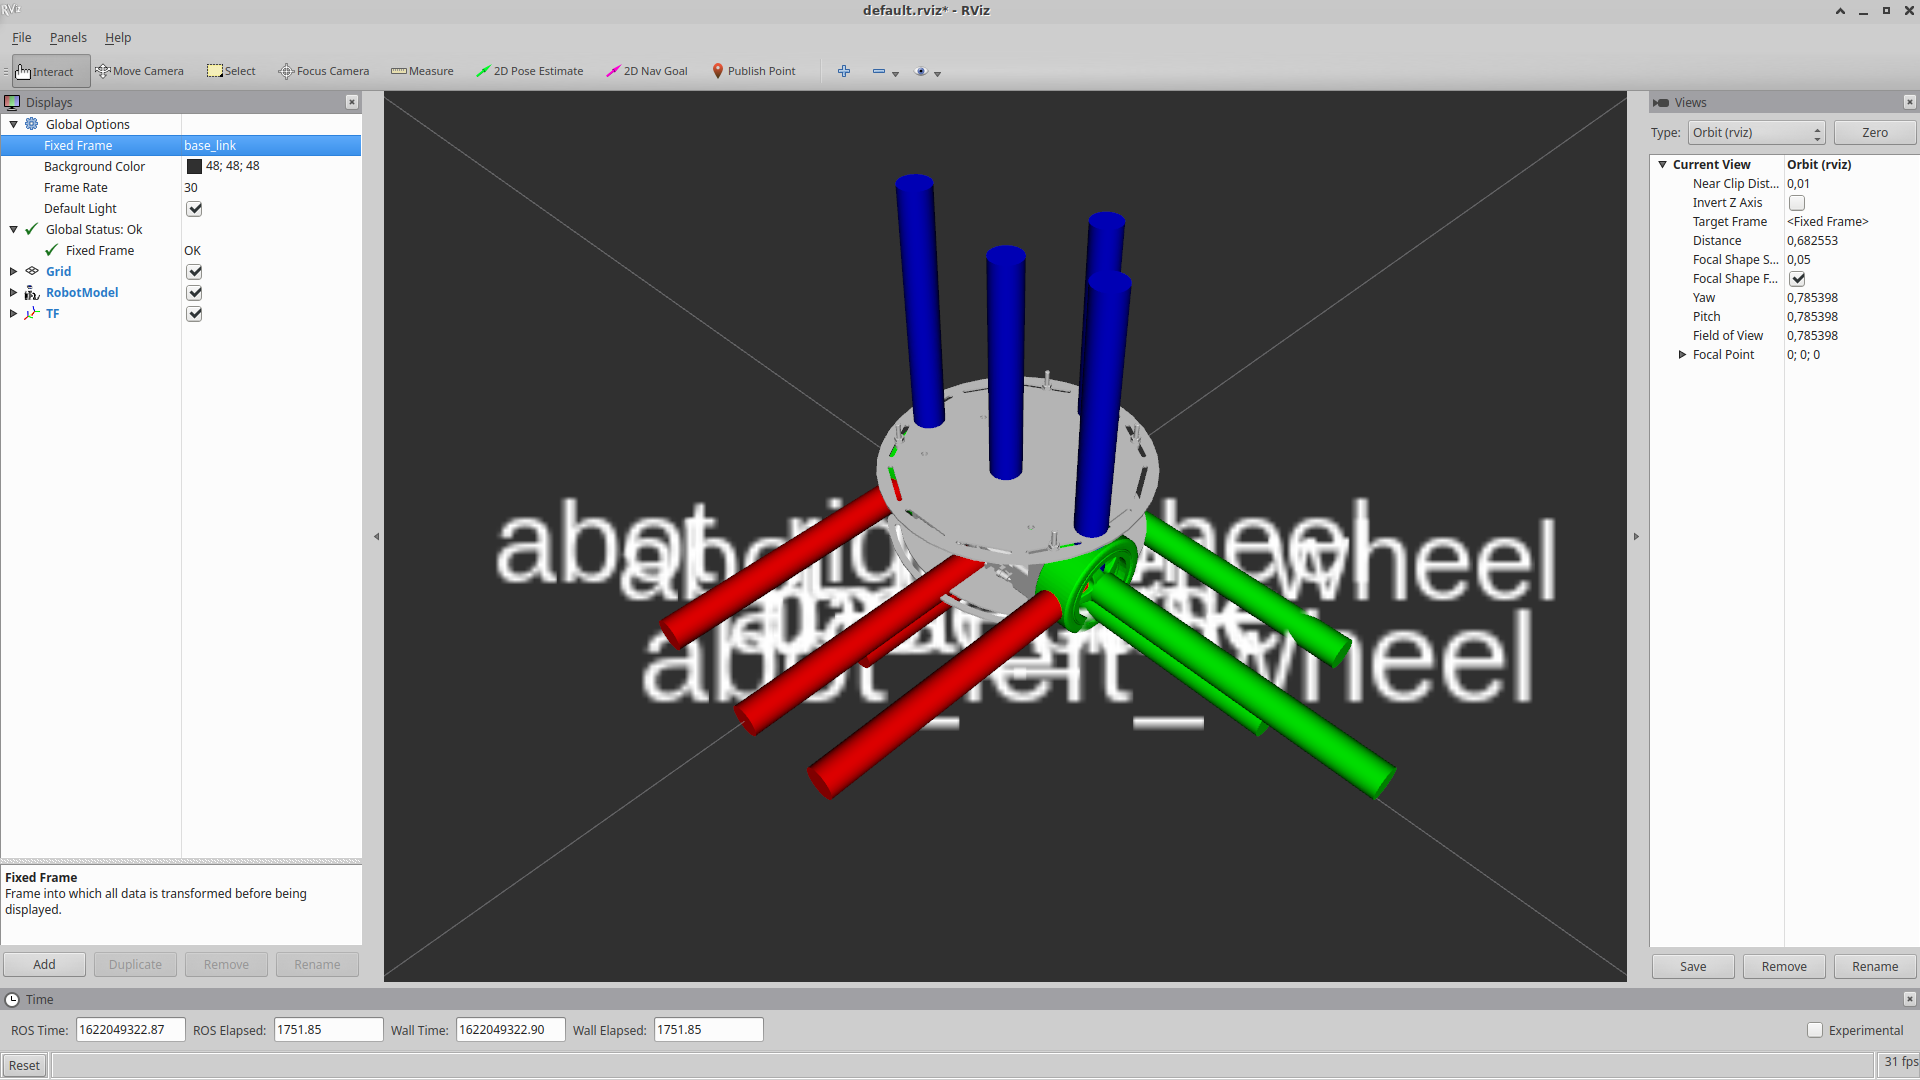 default.rviz* - RViz
File Panels Help
Interact Move Camera Select Focus Camera Measure 2D Pose Estimate 2D Nav Goal Publish Point
Displays
Global Options
Fixed Frame base_link
Background Color 48; 48; 48
Frame Rate 30
Default Light
Global Status: Ok
Fixed Frame OK
Grid
RobotModel
TF
Fixed Frame
Frame into which all data is transformed before being
displayed.
Add Duplicate Remove Rename
wheel
abot_left_wheel
Views
Type: Orbit (rviz) Zero
Current View Orbit (rviz)
Near Clip Dist... 0,01
Invert Z Axis
Target Frame <Fixed Frame>
Distance 0,682553
Focal Shape S... 0,05
Focal Shape F...
Yaw 0,785398
Pitch 0,785398
Field of View 0,785398
Focal Point 0; 0; 0
Save Remove Rename
Time
ROS Time: 1622049322.87 ROS Elapsed: 1751.85 Wall Time: 1622049322.90 Wall Elapsed: 1751.85 Experimental
Reset 31 fps